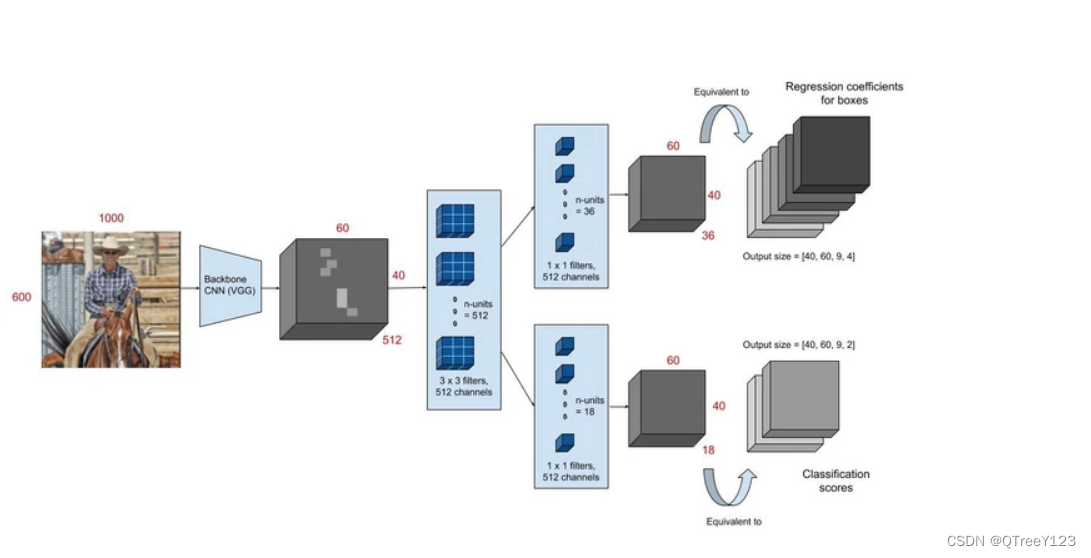 1000
600
Backbone
CNN (VGG)
60
40
512
n-units
= 512
3 x 3 filters,
512 channels
n-units
= 36
1 x 1 filters,
512 channels
60
40
36
Equivalent to
Regression coefficients
for boxes
Output size = [40, 60, 9, 4]
n-units
= 18
1 x 1 filters,
512 channels
60
40
18
Output size = [40, 60, 9, 2]
Classification
scores
Equivalent to
CSDN @QTreeY123